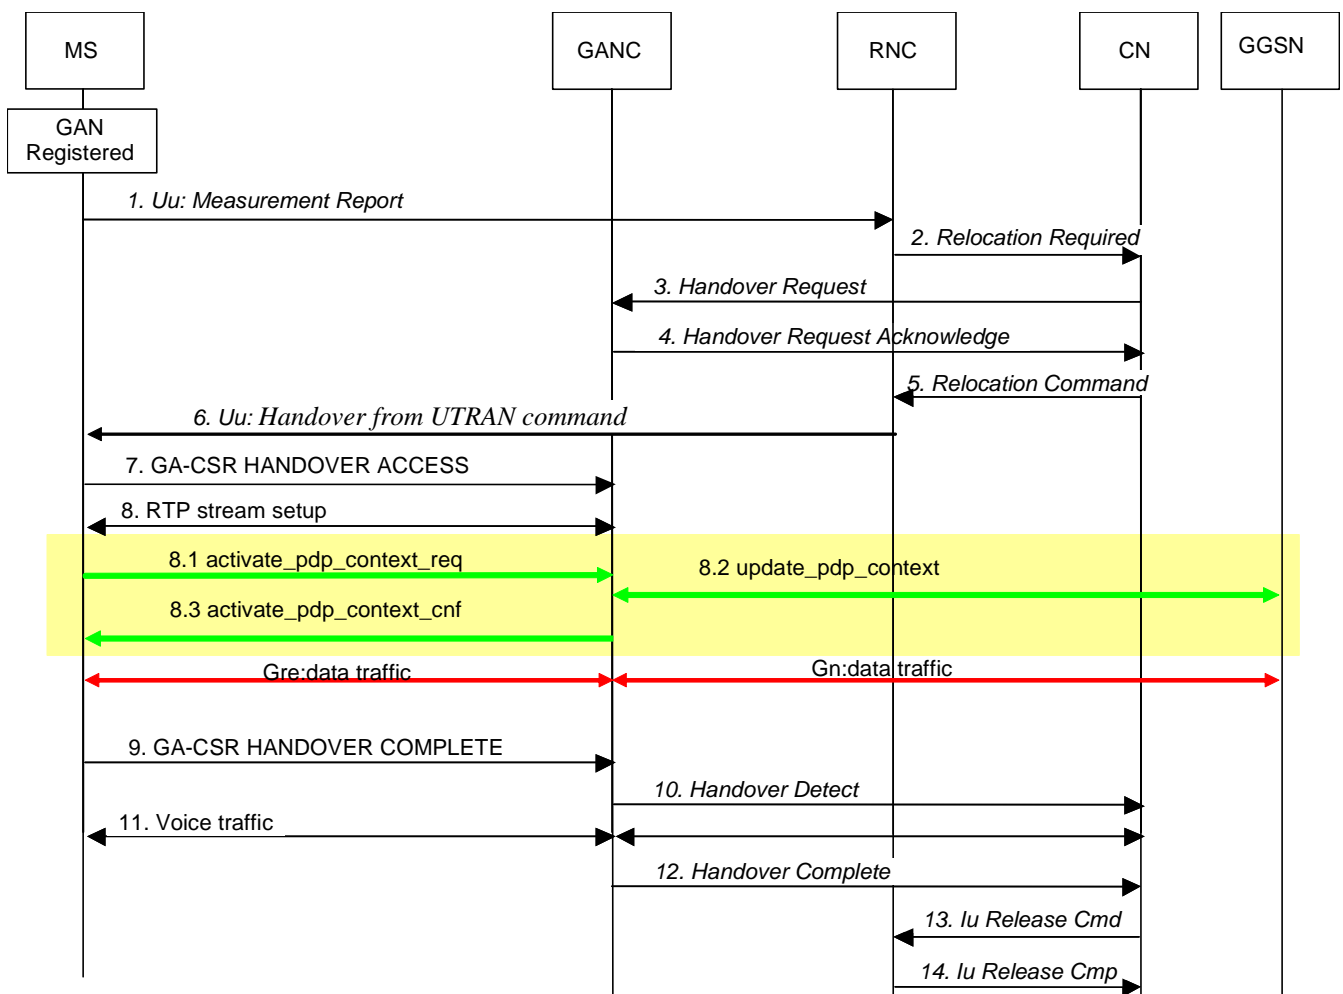 MS
GANC
RNC
CN
GGSN
GAN
Registered
1. Uu: Measurement Report
2. Relocation Required
3. Handover Request
4. Handover Request Acknowledge
5. Relocation Command
6. Uu: Handover from UTRAN command
7. GA-CSR HANDOVER ACCESS
8. RTP stream setup
8.1 activate_pdp_context_req
8.2 update_pdp_context
8.3 activate_pdp_context_cnf
Gre:data traffic
Gn:data traffic
9. GA-CSR HANDOVER COMPLETE
10. Handover Detect
11. Voice traffic
12. Handover Complete
13. Iu Release Cmd
14. Iu Release Cmp